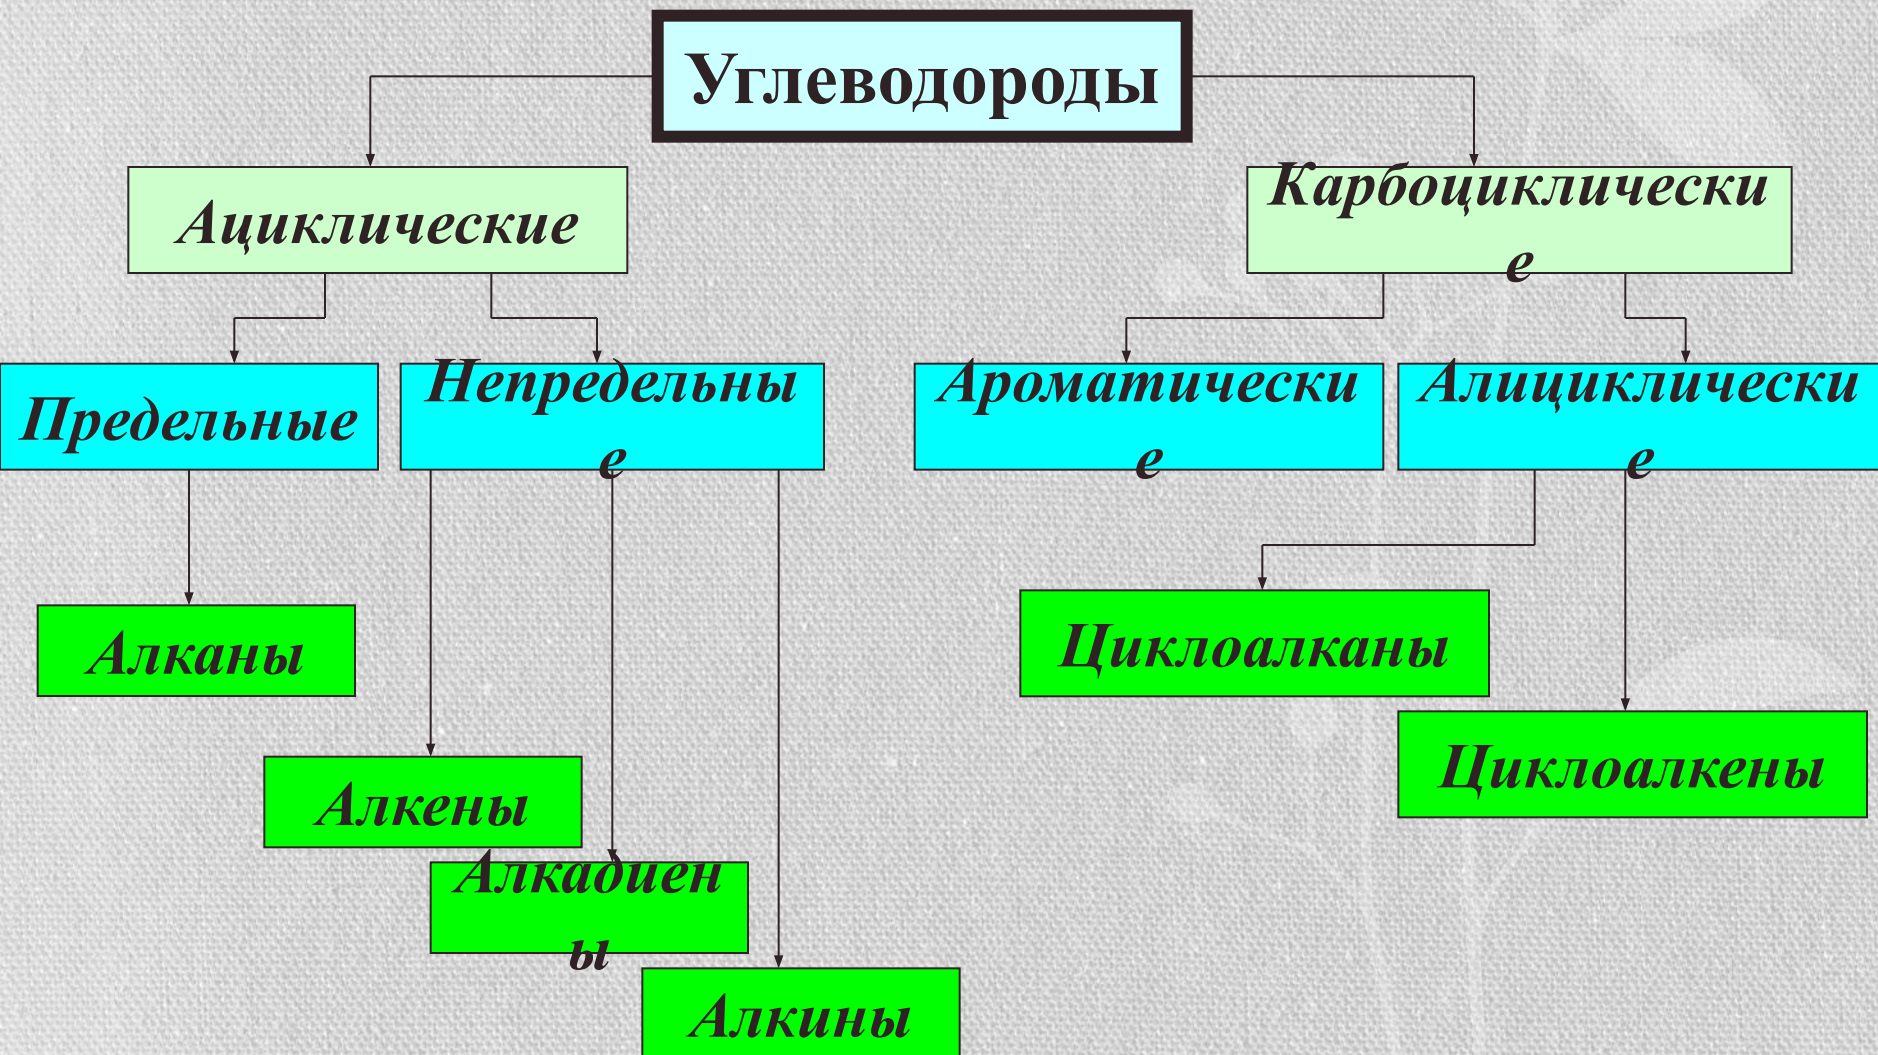 Углеводороды
Ациклические
Карбоциклически
е
Предельные
Непредельны
е
Ароматически
е
Алициклически
е
Алканы
Циклоалканы
Циклоалкены
Алкены
Алкадиен
ы
Алкины